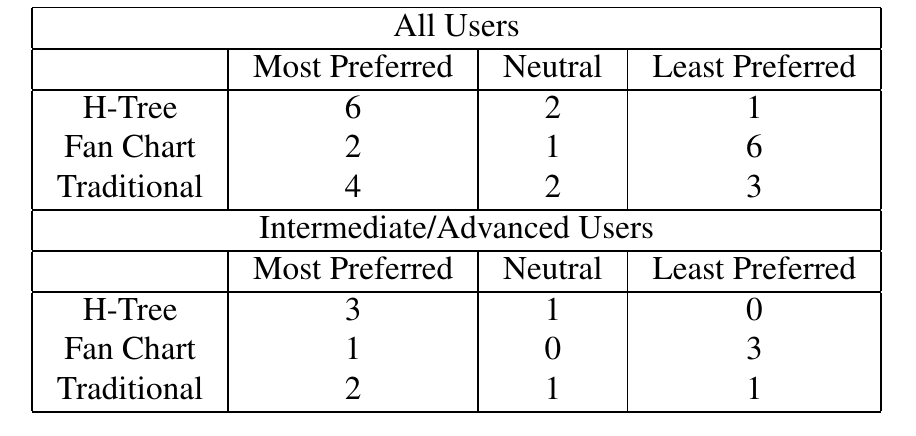 All Users
Most Preferred Neutral Least Preferred
H-Tree 6 2 1
Fan Chart 2 1 6
Traditional 4 2 3
Intermediate/Advanced Users
Most Preferred Neutral Least Preferred
H-Tree 3 1 0
Fan Chart 1 0 3
Traditional 2 1 1